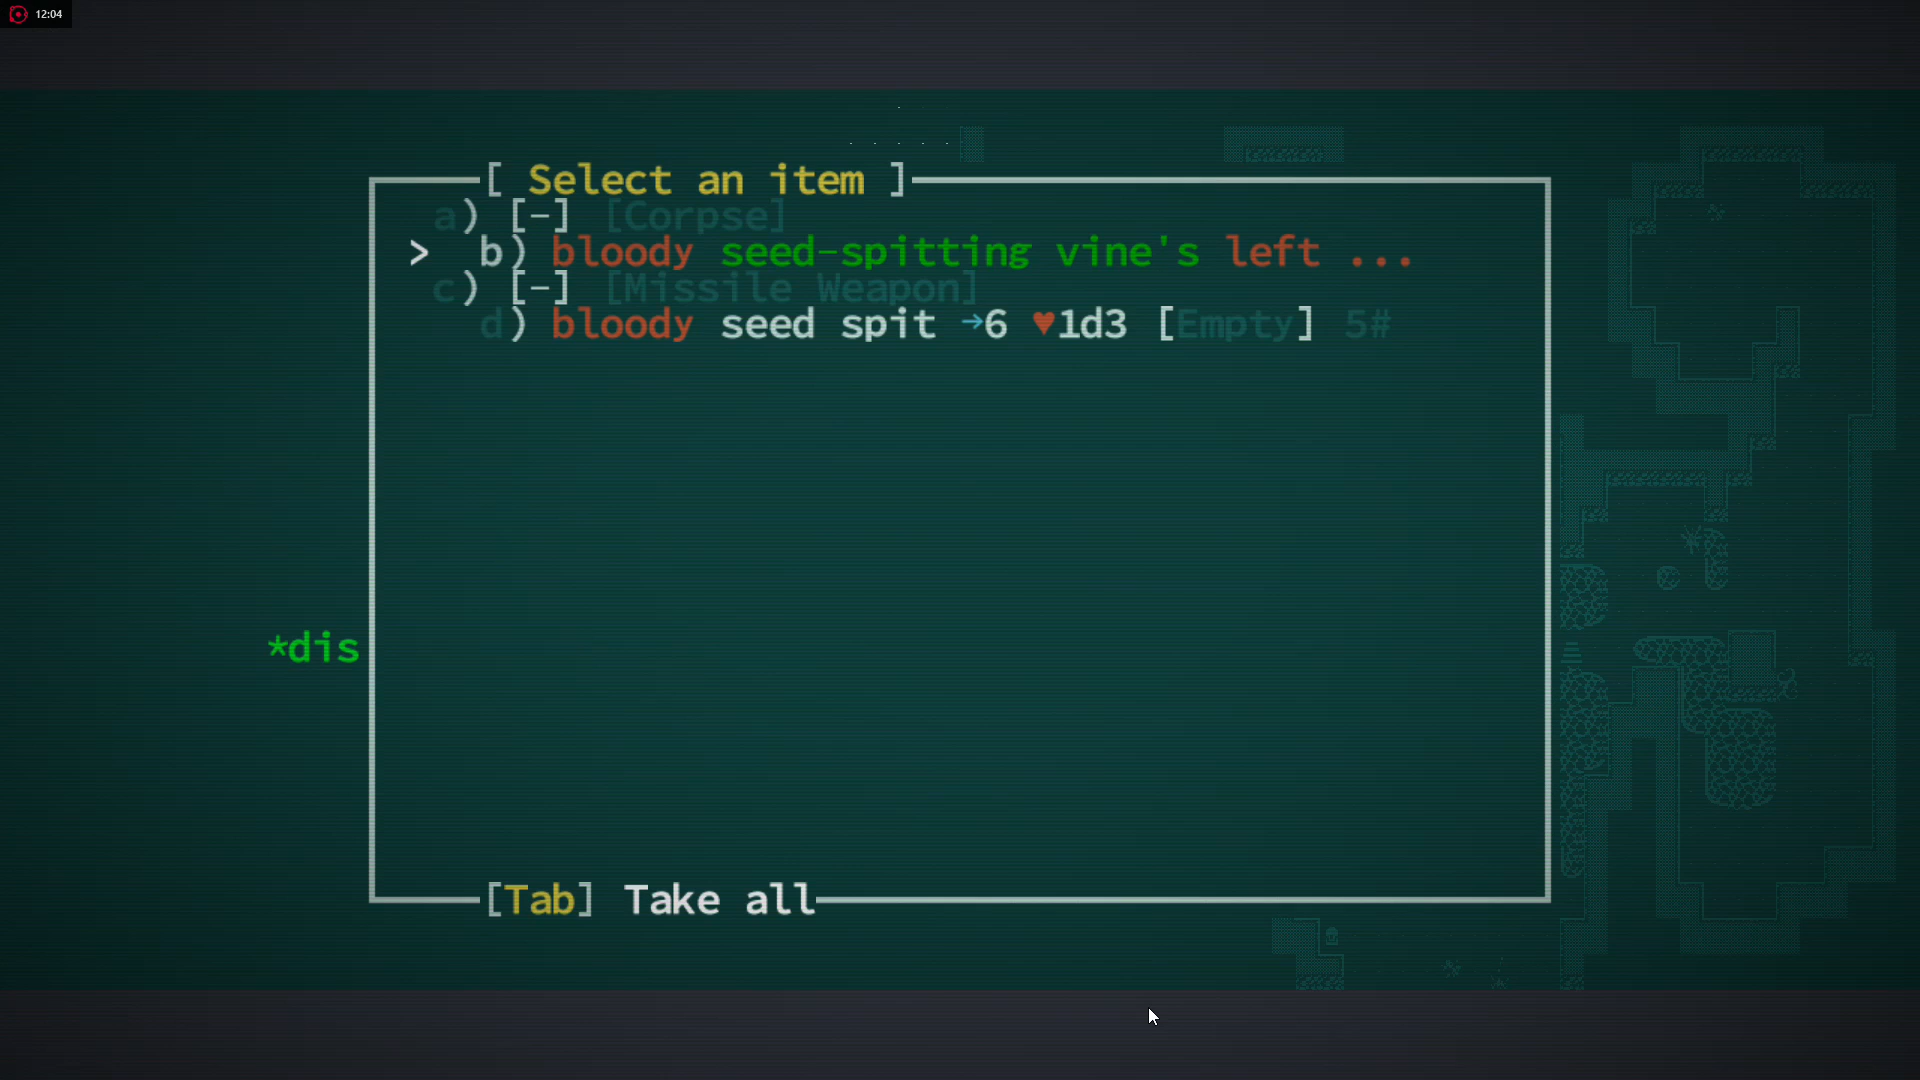 12:04
[ Select an item ]
a) [-] [Corpse]
> b) bloody seed-spitting vine's left ...
c) [-] [Missile Weapon]
d) bloody seed spit →6 ♥1d3 [Empty] 5#
*dis
[Tab] Take all